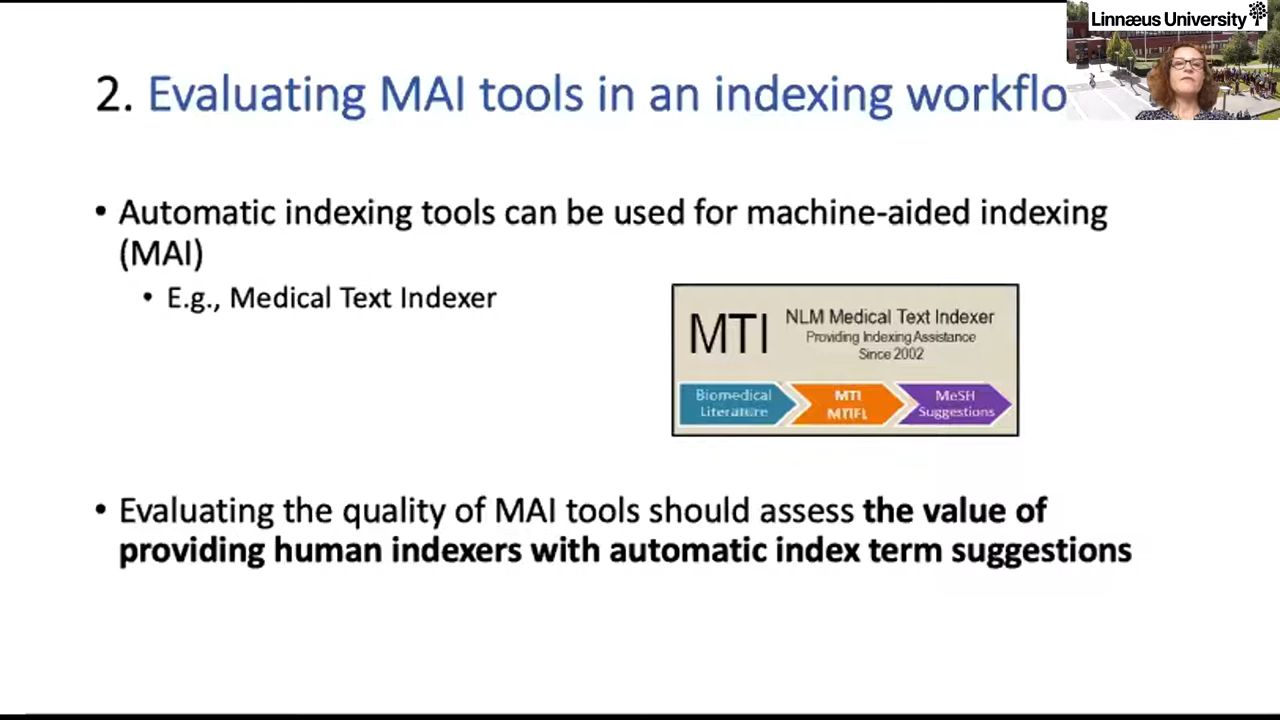 Linnæus University
2. Evaluating MAI tools in an indexing workflo
• Automatic indexing tools can be used for machine-aided indexing
(MAI)
• E.g., Medical Text Indexer
MTI
NLM Medical Text Indexer
Providing Indexing Assistance
Since 2002
Biomedical
Literature
MTI
MTIFL
MeSH
Suggestions
• Evaluating the quality of MAI tools should assess the value of
providing human indexers with automatic index term suggestions